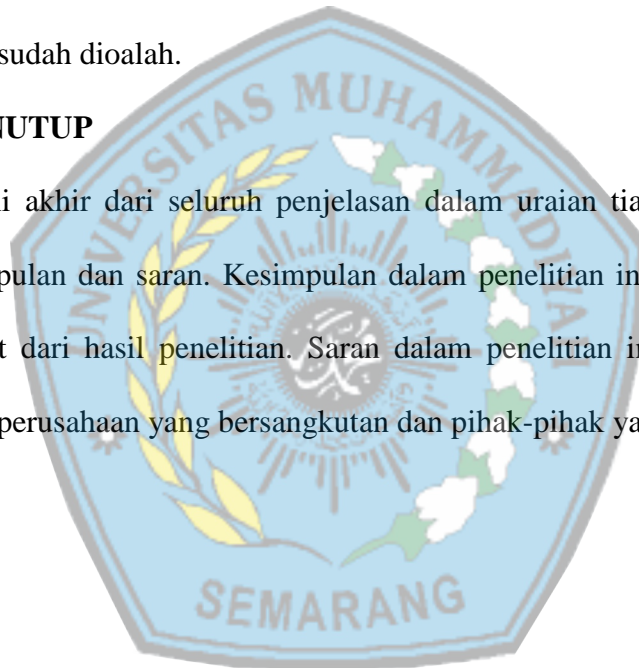 sudah dioalah.
NUTUP
i akhir dari seluruh penjelasan dalam uraian tia
pulan dan saran. Kesimpulan dalam penelitian in
t dari hasil penelitian. Saran dalam penelitian in
perusahaan yang bersangkutan dan pihak-pihak ya
UNIVERSITAS MUHAMMADIYAH
SEMARANG